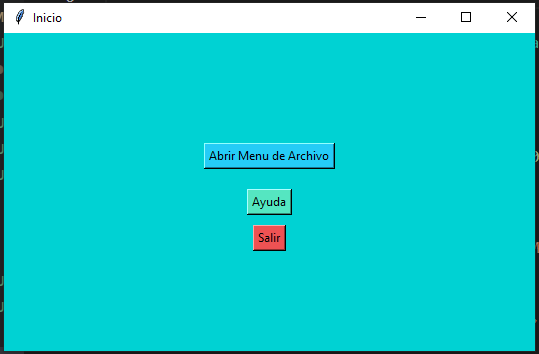 Inicio
Abrir Menu de Archivo
Ayuda
Salir